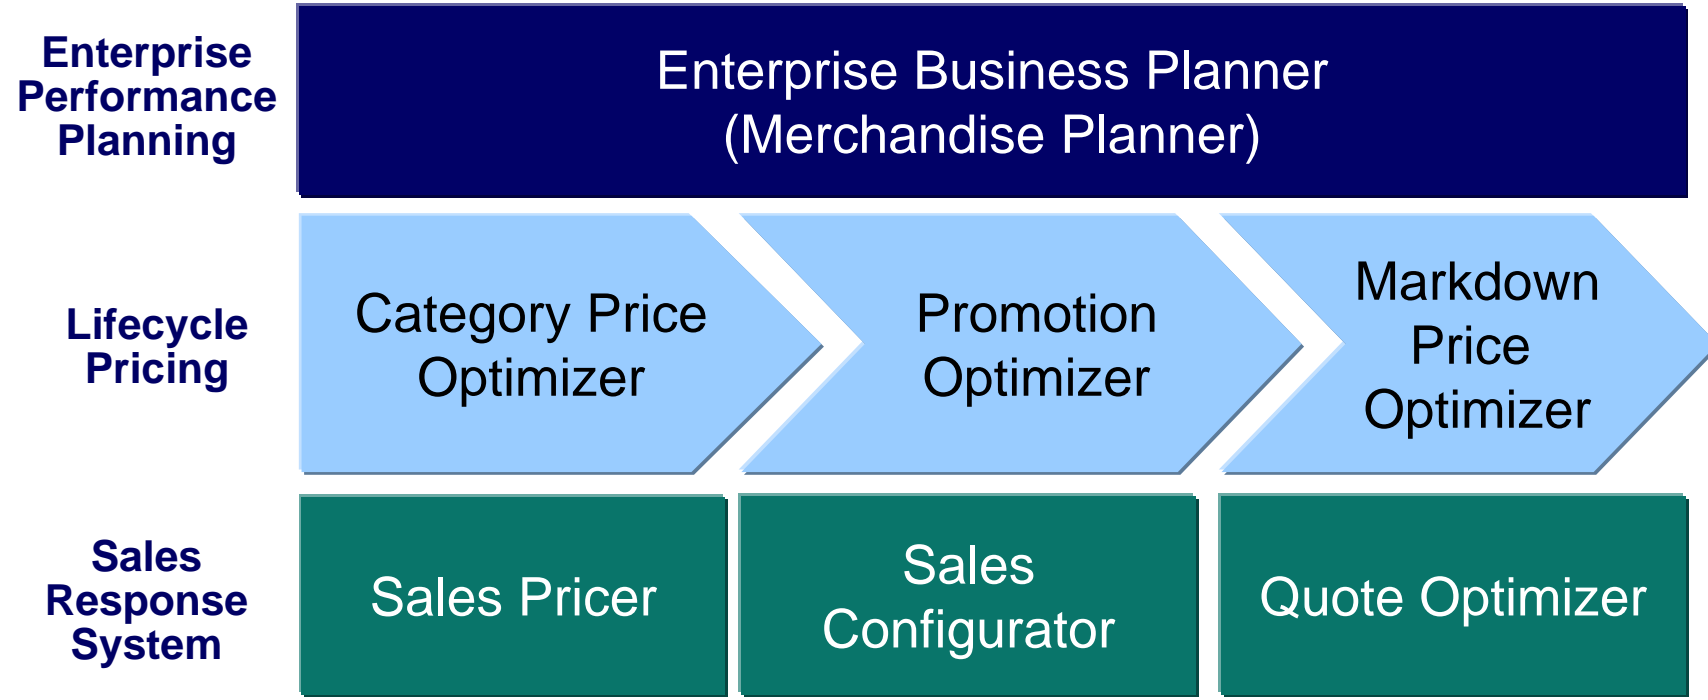 Enterprise
Performance
Planning
Enterprise Business Planner
(Merchandise Planner)
Lifecycle
Pricing
Category Price
Optimizer
Promotion
Optimizer
Markdown
Price
Optimizer
Sales
Response
System
Sales Pricer
Sales
Configurator
Quote Optimizer